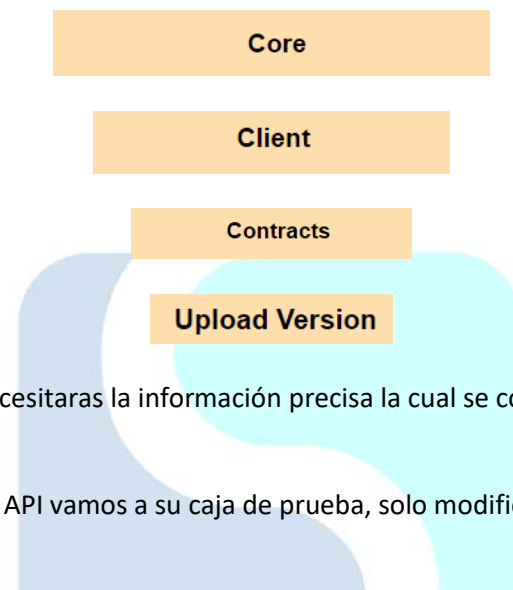 Core
Client
Contracts
Upload Version
cesitaras la información precisa la cual se co
API vamos a su caja de prueba, solo modifi